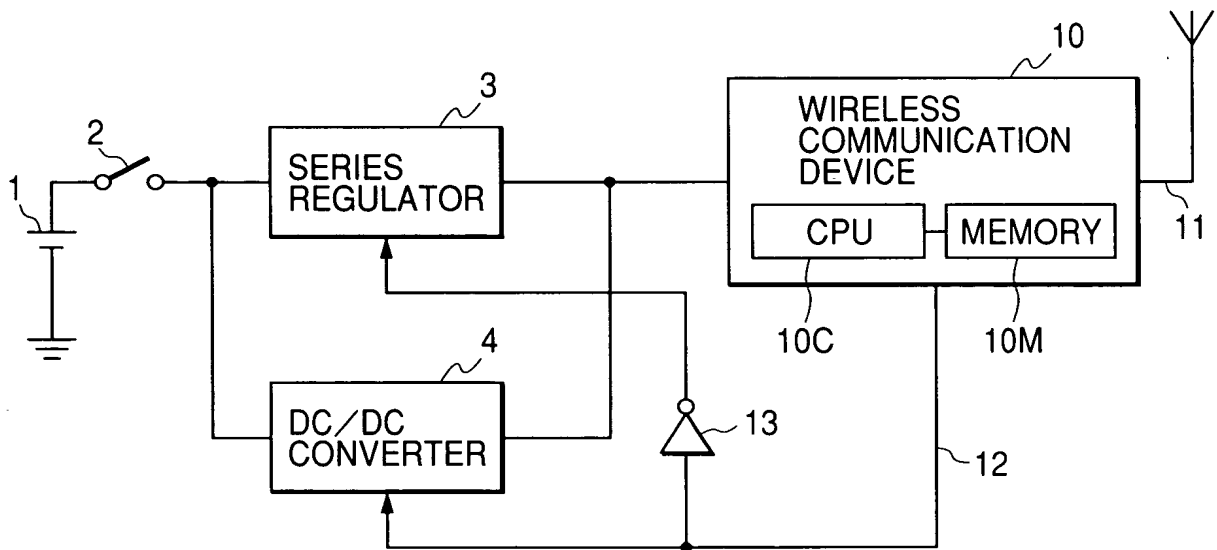 10
3
WIRELESS
COMMUNICATION
DEVICE
2
SERIES
REGULATOR
1
CPU
MEMORY
11
10C
10M
4
DC/DC
CONVERTER
13
12